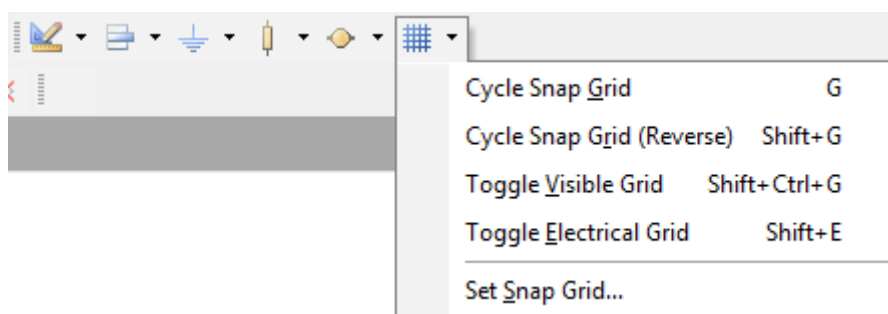 Cycle Snap Grid G
Cycle Snap Grid (Reverse) Shift+G
Toggle Visible Grid Shift+Ctrl+G
Toggle Electrical Grid Shift+E
Set Snap Grid...